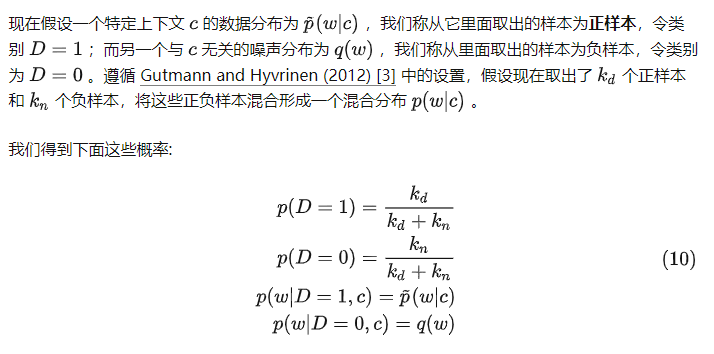 现在假设一个特定上下文 c 的数据分布为 p̃(w|c) ，我们称从它里面取出的样本为正样本，令类
别 D = 1 ；而另一个与 c 无关的噪声分布为 q(w) ，我们称从里面取出的样本为负样本，令类别
为 D = 0 。遵循 Gutmann and Hyvrinen (2012) [3] 中的设置，假设现在取出了 k_d 个正样本
和 k_n 个负样本，将这些正负样本混合形成一个混合分布 p(w|c) 。
我们得到下面这些概率:
p(D = 1) = \frac{k_d}{k_d + k_n}
p(D = 0) = \frac{k_n}{k_d + k_n} (10)
p(w|D = 1, c) = p̃(w|c)
p(w|D = 0, c) = q(w)